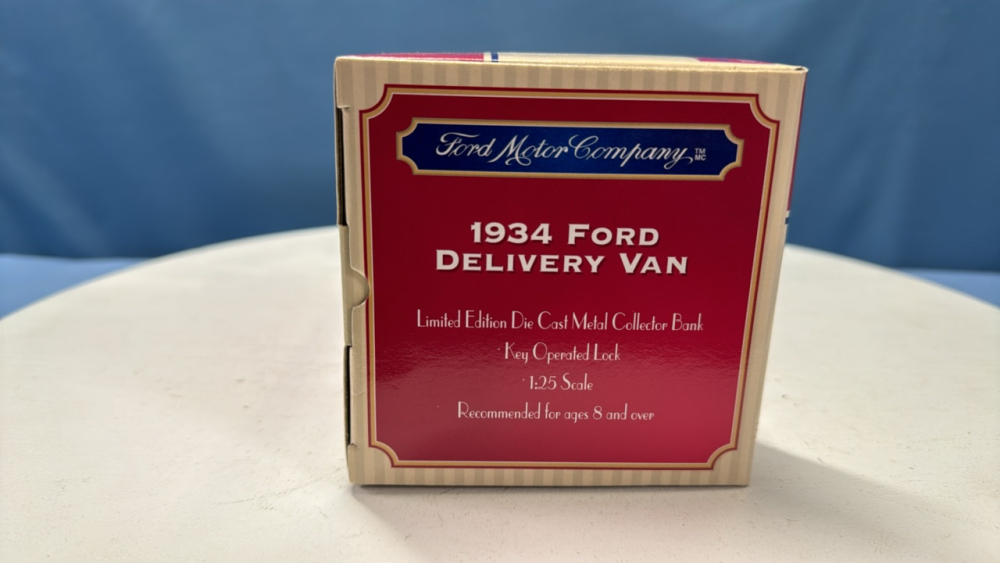 Ford Motor Company TM MC
1934 FORD
DELIVERY VAN
Limited Edition Die Cast Metal Collector Bank
Key Operated Lock
1:25 Scale
Recommended for ages 8 and over